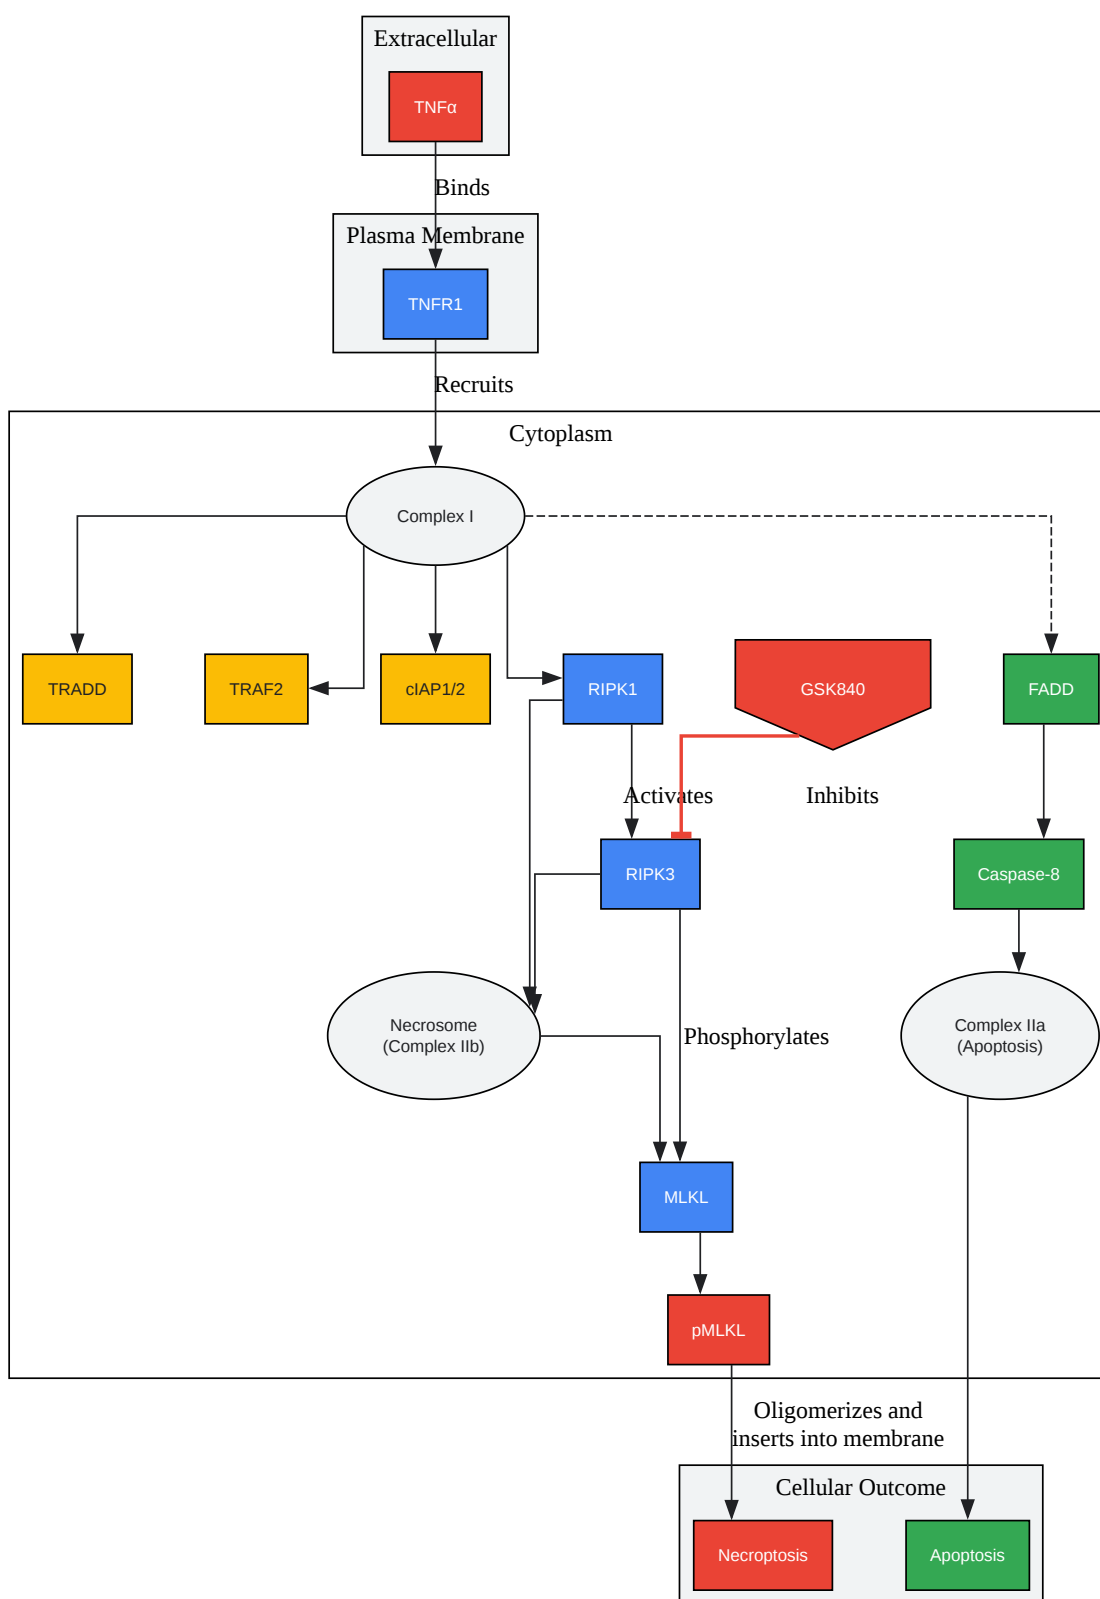 Extracellular
TNFα
Binds
Plasma Membrane
TNFR1
Recruits
Cytoplasm
Complex I
TRADD
TRAF2
cIAP1/2
RIPK1
GSK840
FADD
Activates
Inhibits
RIPK3
Caspase-8
Necrosome
(Complex IIb)
Phosphorylates
Complex IIa
(Apoptosis)
MLKL
pMLKL
Oligomerizes and
inserts into membrane
Cellular Outcome
Necroptosis
Apoptosis